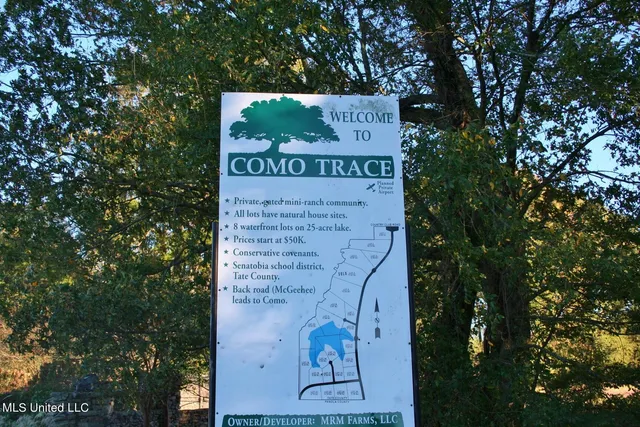 WELCOME
TO
COMO TRACE
Planned
Private
Airport
★ Private, gated mini-ranch community.
★ All lots have natural house sites.
★ 8 waterfront lots on 25-acre lake.
★ Prices start at $50K.
★ Conservative covenants.
★ Senatobia school district,
Tate County.
★ Back road (McGeehee)
leads to Como.
OWNER/DEVELOPER: MRM FARMS, LLC
MLS United LLC